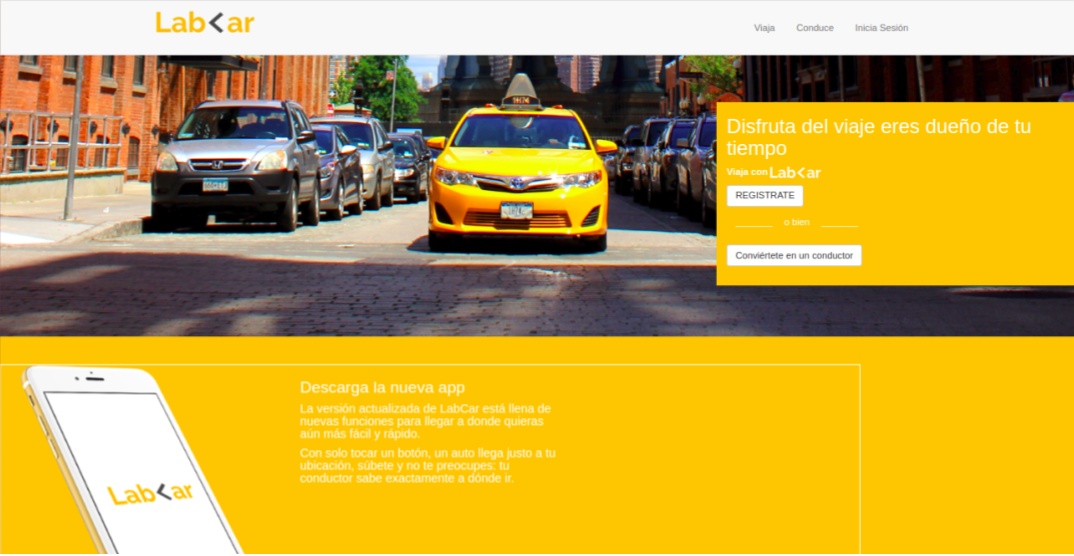 Lab<ar
Viaja
Conduce
Inicia Sesión
Disfruta del viaje eres dueño de tu
tiempo
Viaja con Lab<ar
REGISTRATE
o bien
Conviértete en un conductor
Descarga la nueva app
La versión actualizada de LabCar está llena de
nuevas funciones para llegar a donde quieras
aún más fácil y rápido.
Con solo tocar un botón, un auto llega justo a tu
ubicación, súbete y no te preocupes: tu
conductor sabe exactamente a dónde ir.
Lab<ar